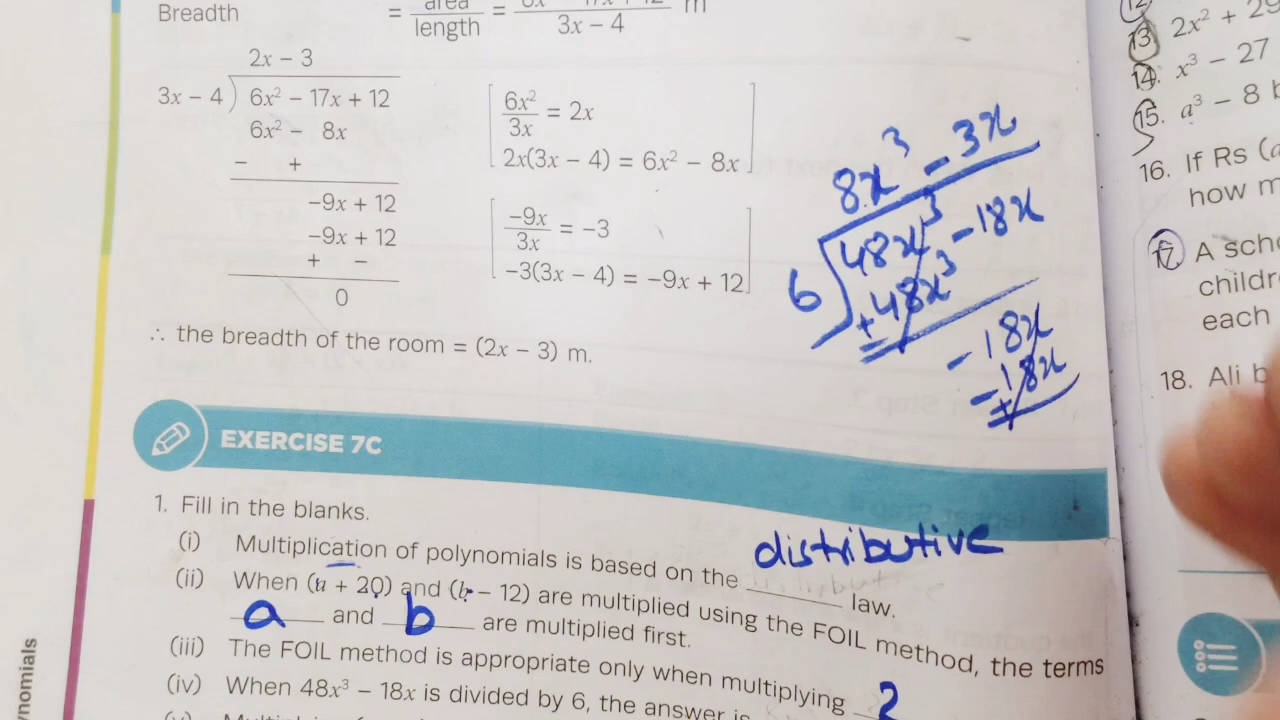 Breadth = area/length = /3x − 4 m
2x − 3
3x − 4 ) 6x² − 17x + 12
6x² − 8x
− +
−9x + 12
−9x + 12
+ −
0
6x²/3x = 2x
2x(3x − 4) = 6x² − 8x
−9x/3x = −3
−3(3x − 4) = −9x + 12
∴ the breadth of the room = (2x − 3) m.
8x³ − 3x
6 48x³ − 18x
+ 48x³
−
− 18x
− 18x
+
EXERCISE 7C
1. Fill in the blanks.
(i) Multiplication of polynomials is based on the distributive law.
(ii) When ( + 20) and ( − 12) are multiplied using the FOIL method, the terms
a and b are multiplied first.
(iii) The FOIL method is appropriate only when multiplying 2
(iv) When 48x³ − 18x is divided by 6, the answer is
(v)
nomials
13. 2x² + 29
14. x³ − 27
15. a³ − 8 b
16. If Rs (a
how m
17. A scho
childr
each
18. Ali b